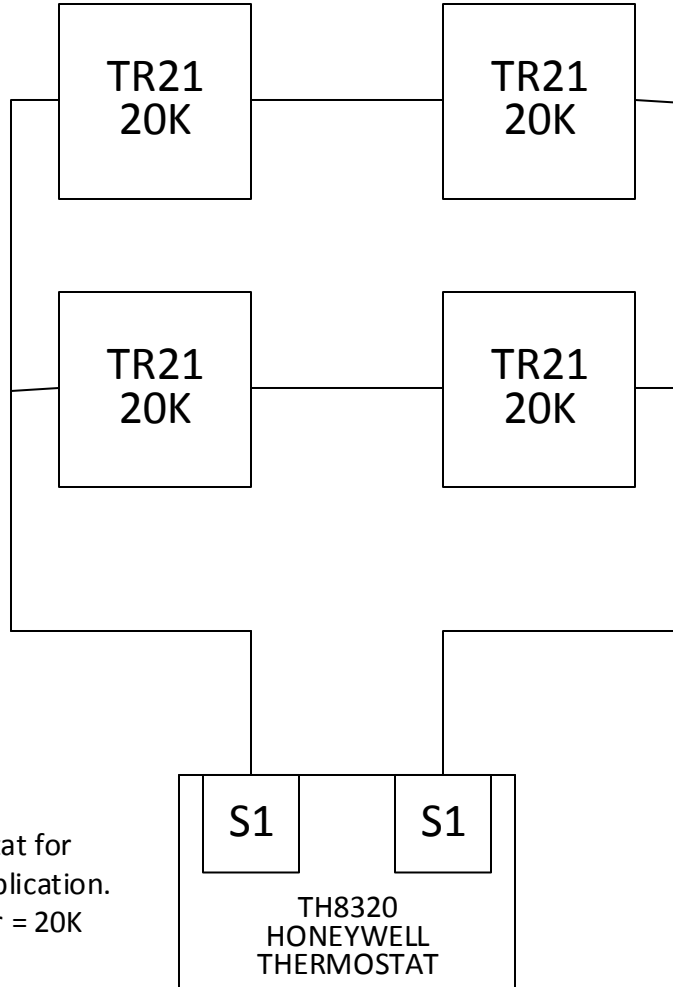 TR21
20K
TR21
20K
TR21
20K
TR21
20K
S1
S1
TH8320
HONEYWELL
THERMOSTAT
at for
plication.
= 20K